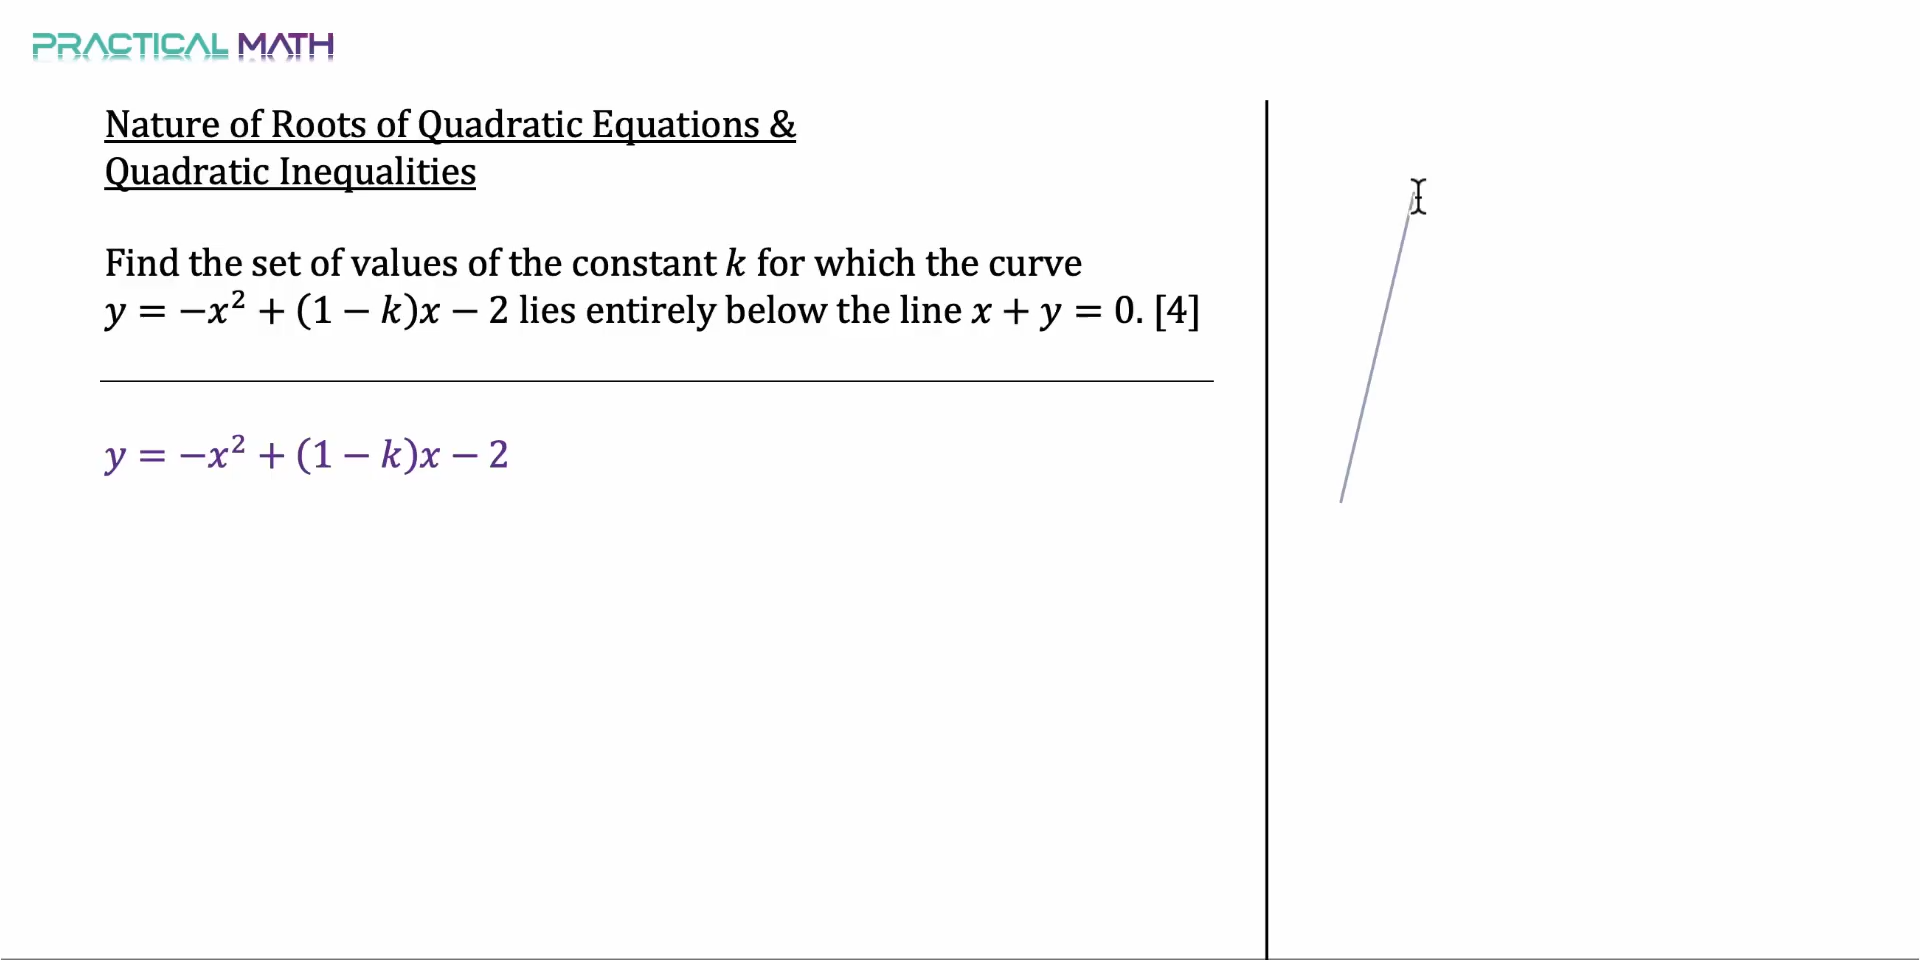 PRACTICAL MATH
Nature of Roots of Quadratic Equations &
Quadratic Inequalities
Find the set of values of the constant k for which the curve
y = −x² + (1 − k)x − 2 lies entirely below the line x + y = 0. [4]
y = −x² + (1 − k)x − 2